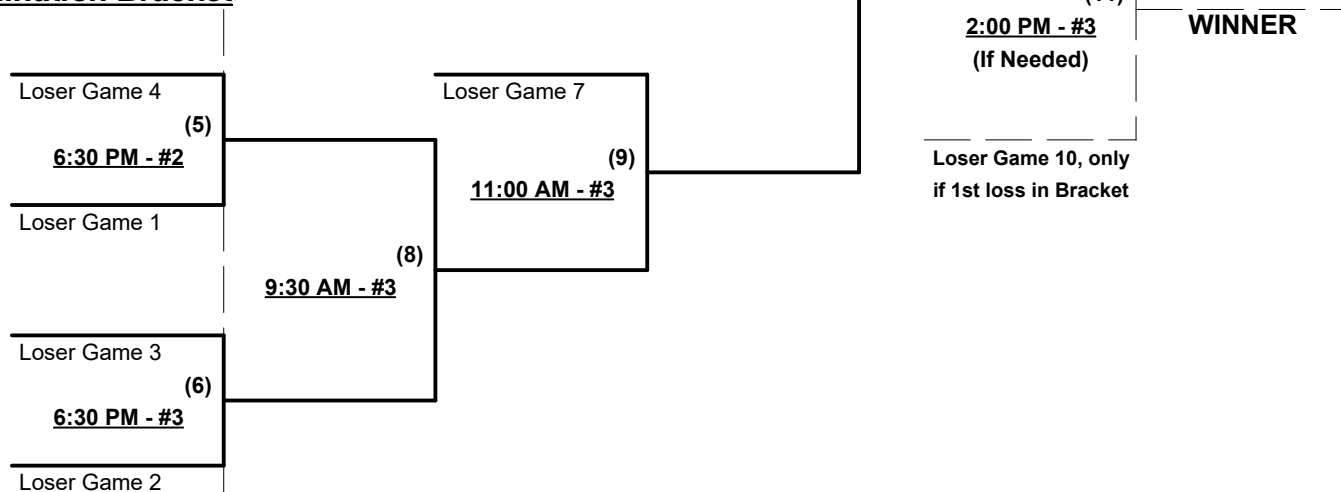 2:00 PM - #3
WINNER
(If Needed)
Loser Game 4
Loser Game 7
(5)
6:30 PM - #2
(9)
Loser Game 10, only
11:00 AM - #3
if 1st loss in Bracket
Loser Game 1
(8)
9:30 AM - #3
Loser Game 3
(6)
6:30 PM - #3
Loser Game 2